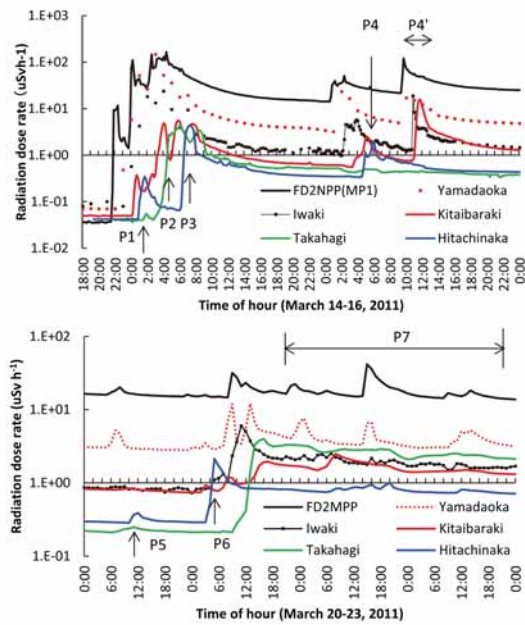 1.E+03
1.E+02
1.E+01
1.E+00
1.E-01
1.E-02
Radiation dose rate (uSvh-1)
P4
P4'
P1
P2
P3
FD2NPP(MP1)
Yamadaoka
Iwaki
Kitaibaraki
Takahagi
Hitachinaka
18:00 20:00 22:00 0:00 2:00 4:00 6:00 8:00 10:00 12:00 14:00 16:00 18:00 20:00 22:00 0:00 2:00 4:00 6:00 8:00 10:00 12:00 14:00 16:00 18:00 20:00 22:00 0:00
Time of hour (March 14-16, 2011)
1.E+02
1.E+01
1.E+00
1.E-01
Radiation dose rate (uSv h-1)
P7
P5
P6
FD2MPP
Yamadaoka
Iwaki
Kitaibaraki
Takahagi
Hitachinaka
0:00 6:00 12:00 18:00 0:00 6:00 12:00 18:00 0:00 6:00 12:00 18:00 0:00 6:00 12:00 18:00 0:00
Time of hour (March 20-23, 2011)